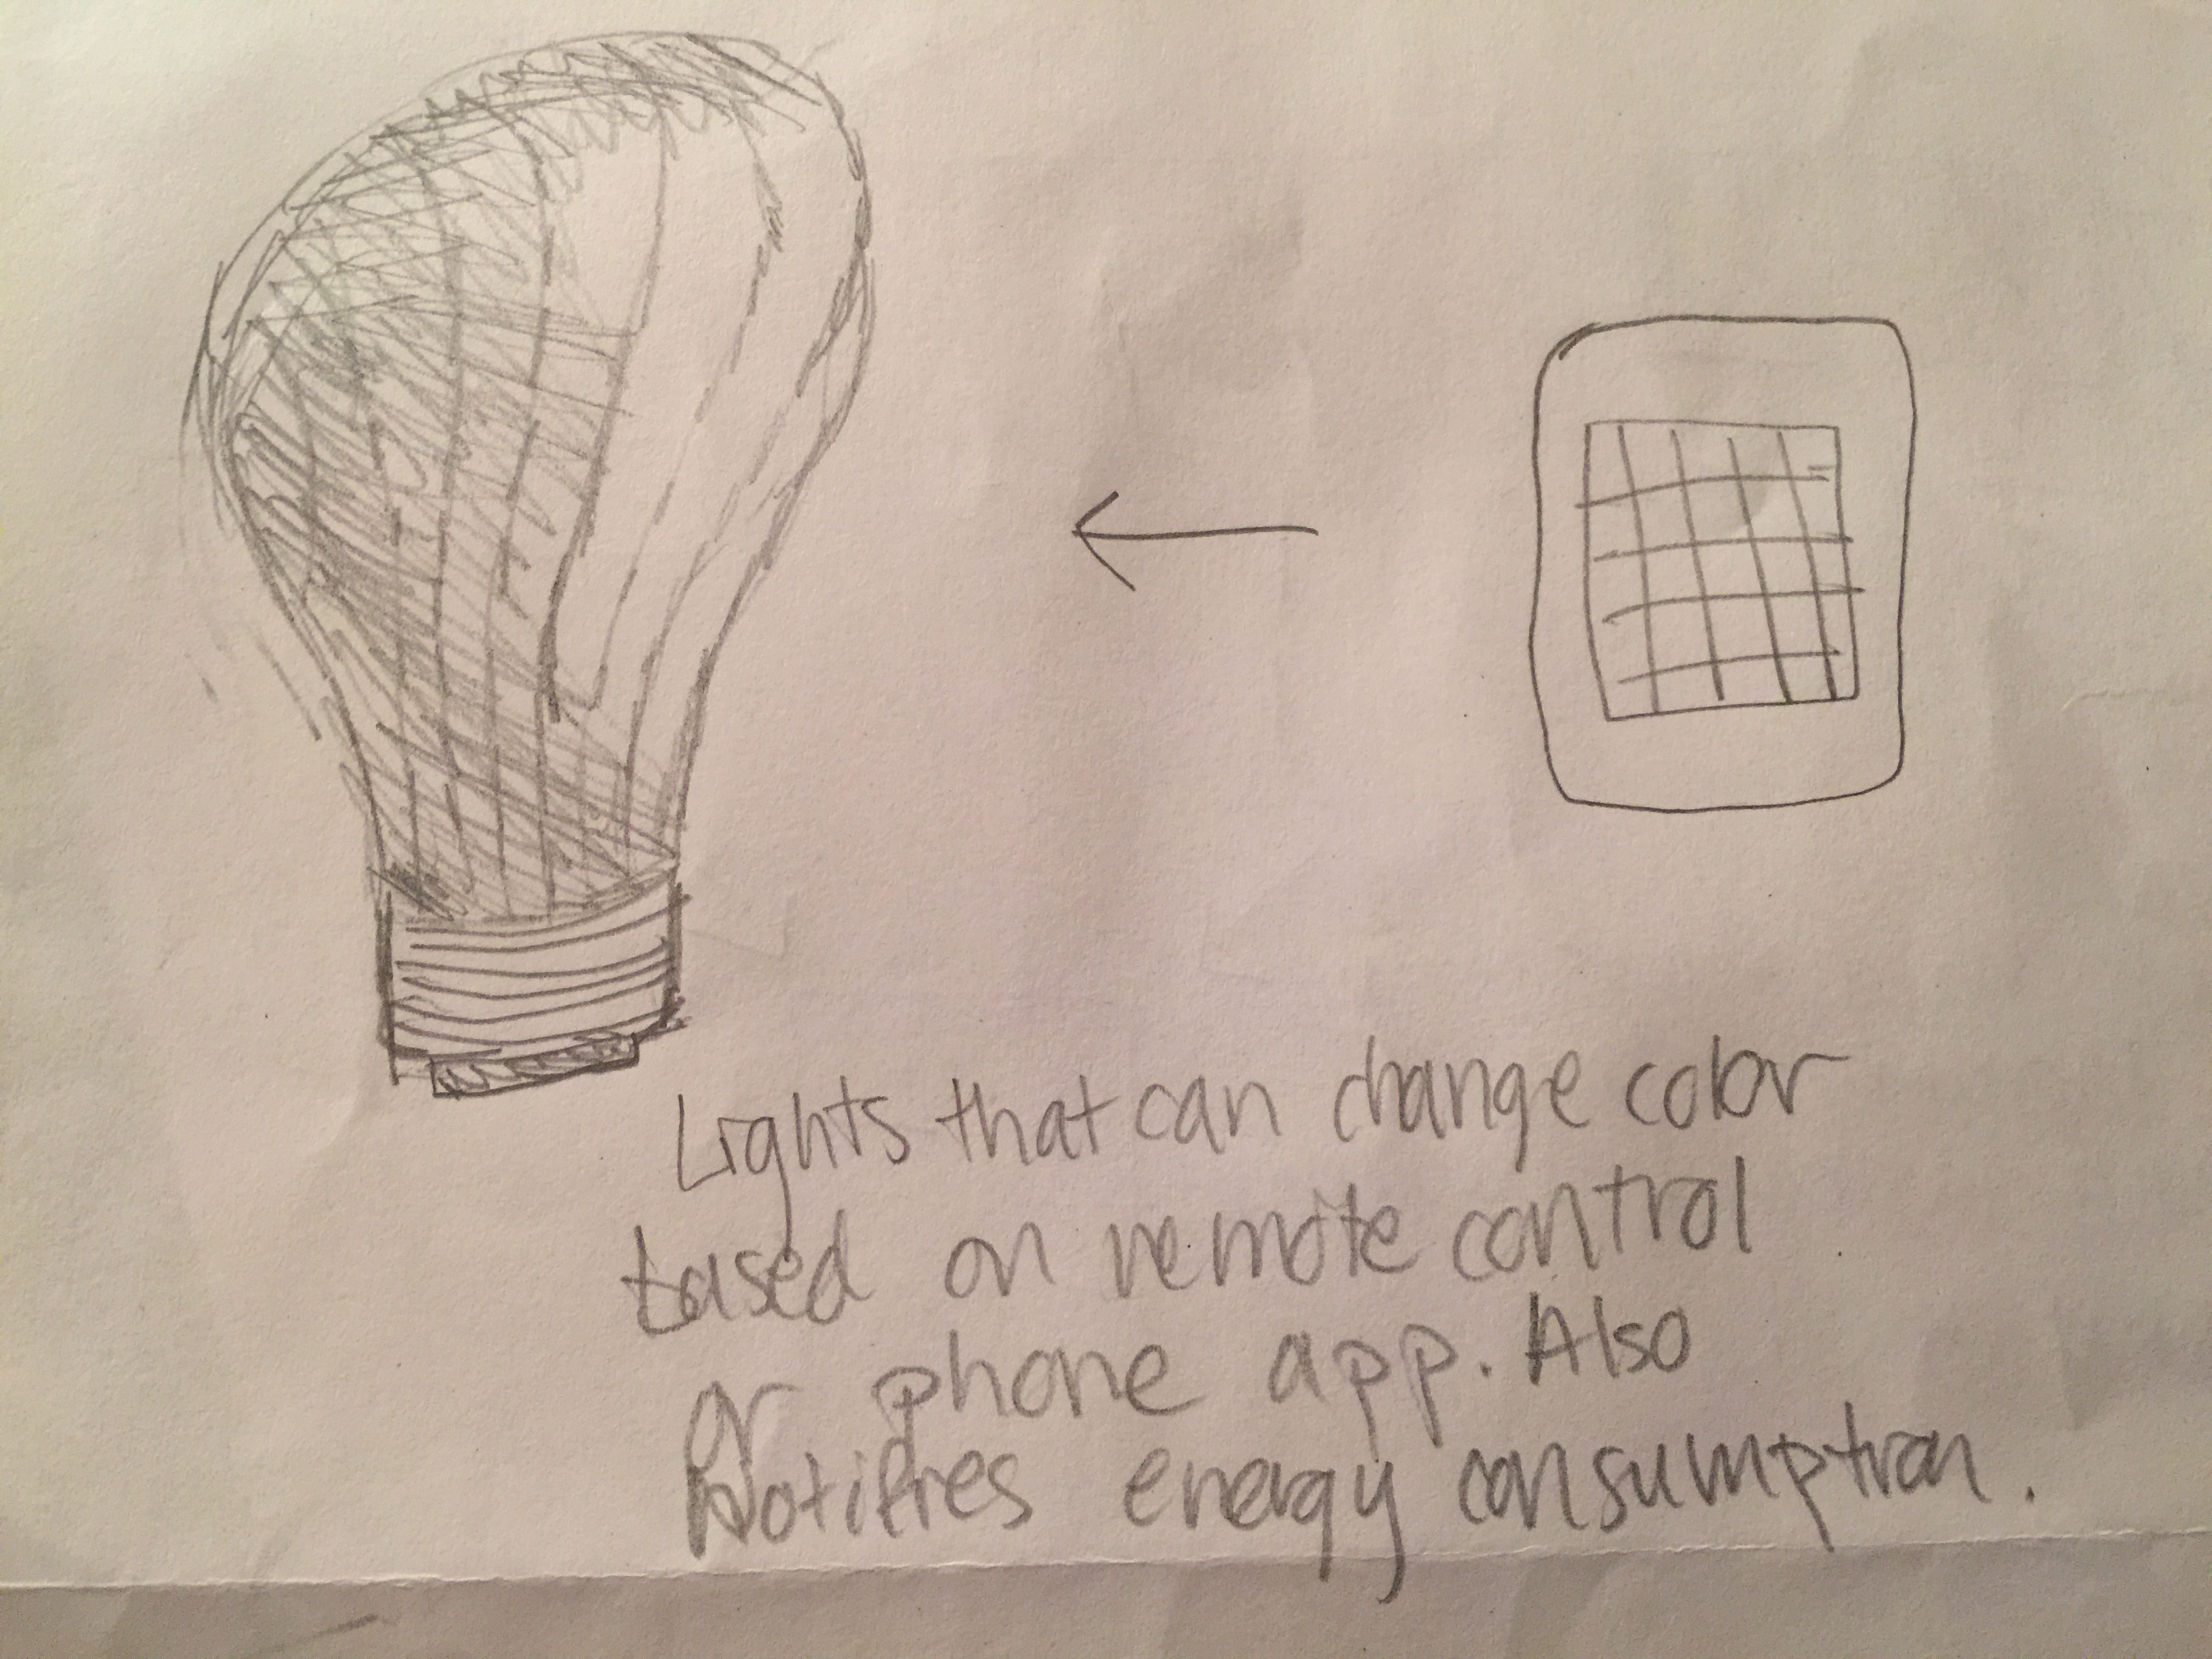 Lights that can change color
based on remote control
or phone app. Also
Notifies energy consumption.